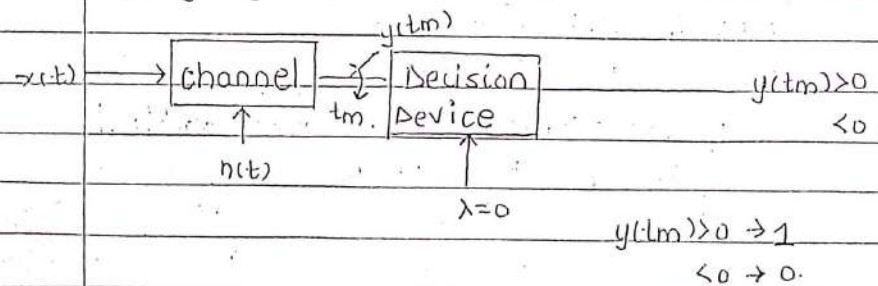 y(tm)
x(t) channel Decision y(tm)>0
tm. Device <0
n(t)
λ=0
y(tm)>0 → 1
<0 → 0.